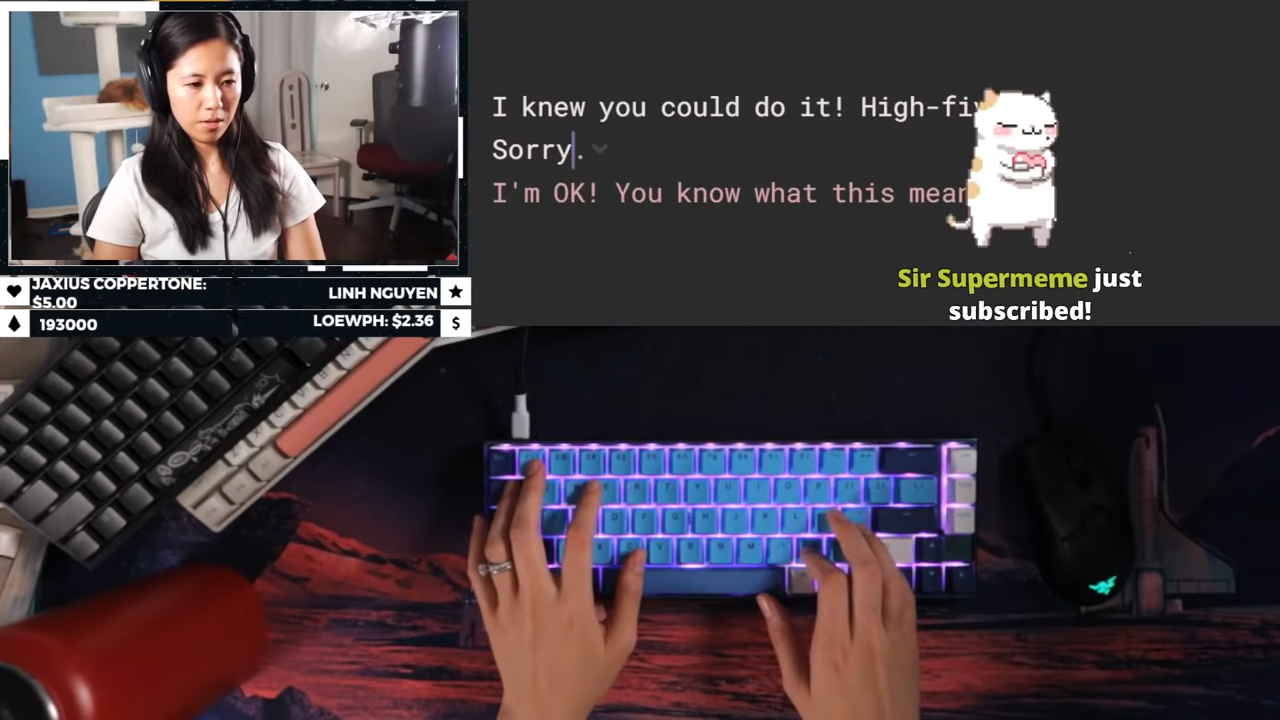 I knew you could do it! High-fi
Sorry.
I'm OK! You know what this mean
Sir Supermeme just
subscribed!
JAXIUS COPPERTONE:
$5.00
LINH NGUYEN
193000
LOEWPH: $2.36
$